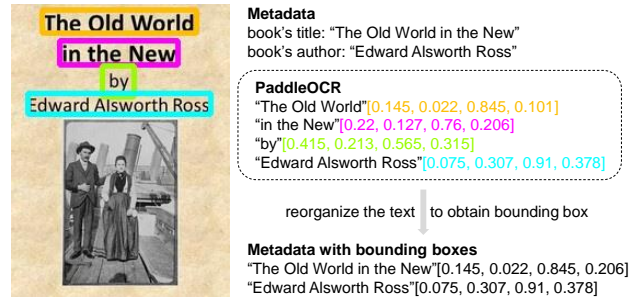 The Old World
in the New
by
Edward Alsworth Ross
Metadata
book's title: “The Old World in the New”
book's author: “Edward Alsworth Ross”
PaddleOCR
“The Old World”[0.145, 0.022, 0.845, 0.101]
“in the New”[0.22, 0.127, 0.76, 0.206]
“by”[0.415, 0.213, 0.565, 0.315]
“Edward Alsworth Ross”[0.075, 0.307, 0.91, 0.378]
reorganize the text to obtain bounding box
Metadata with bounding boxes
“The Old World in the New”[0.145, 0.022, 0.845, 0.206]
“Edward Alsworth Ross”[0.075, 0.307, 0.91, 0.378]